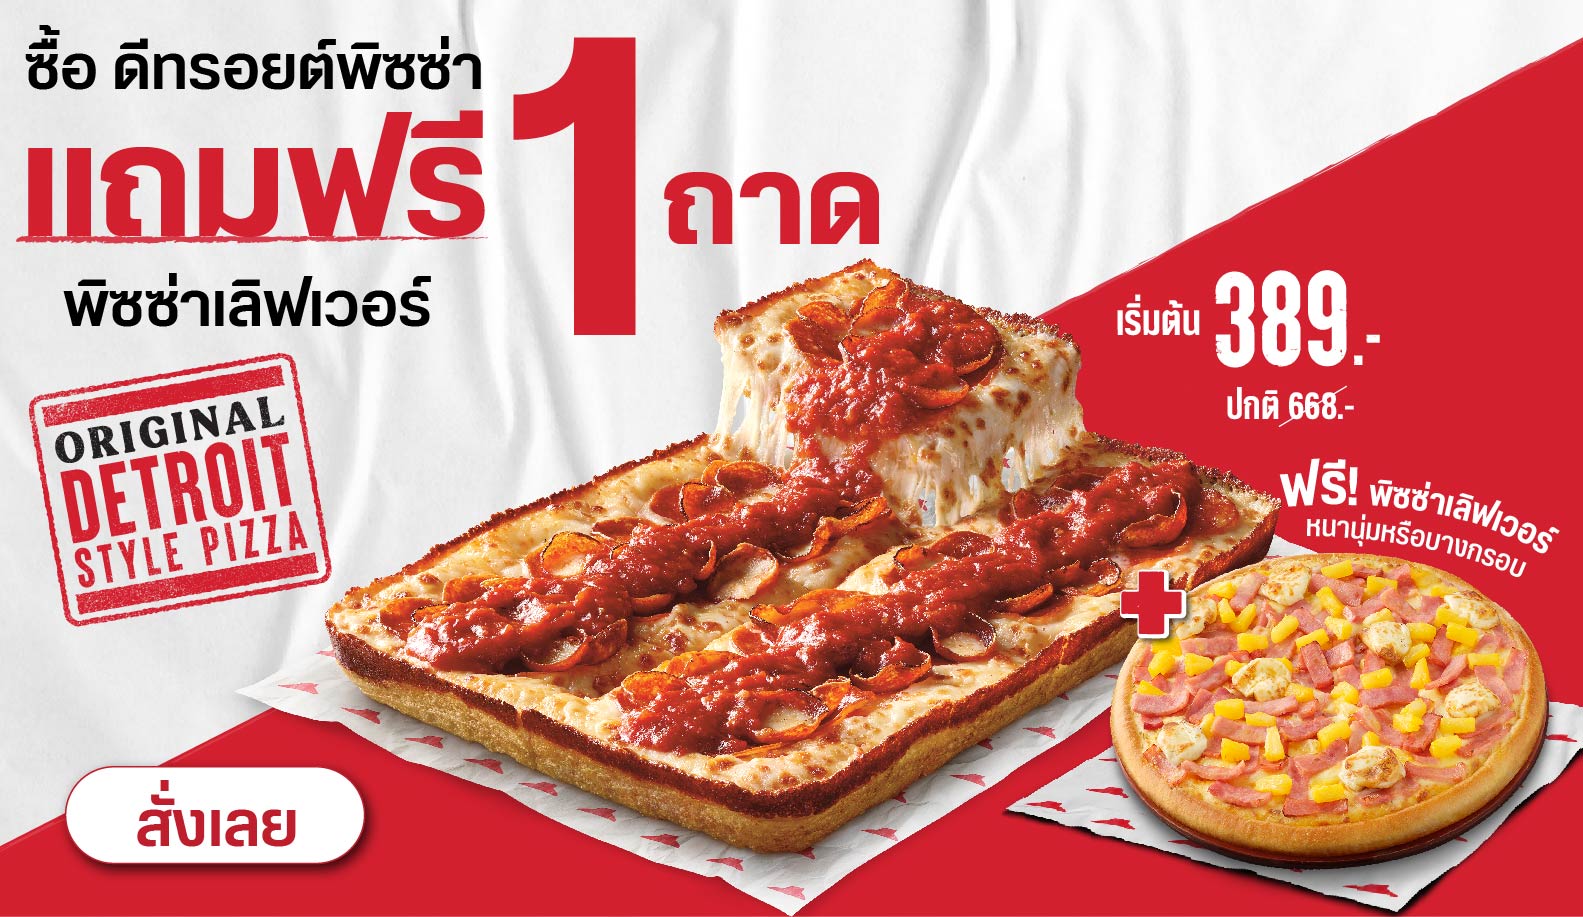 ซื้อ ดีทรอยต์พิซซ่า
แถมฟรี 1 ถาด
พิซซ่าเลิฟเวอร์
ORIGINAL
DETROIT
STYLE PIZZA
เริ่มต้น 389.-
ปกติ 668.-
ฟรี! พิซซ่าเลิฟเวอร์
หนานุ่มหรือบางกรอบ
สั่งเลย